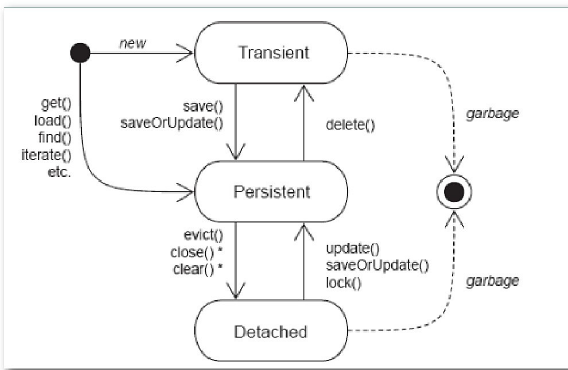 new
Transient
get()
load()
find()
iterate()
etc.
save()
saveOrUpdate()
delete()
garbage
Persistent
evict()
close() *
clear() *
update()
saveOrUpdate()
lock()
garbage
Detached